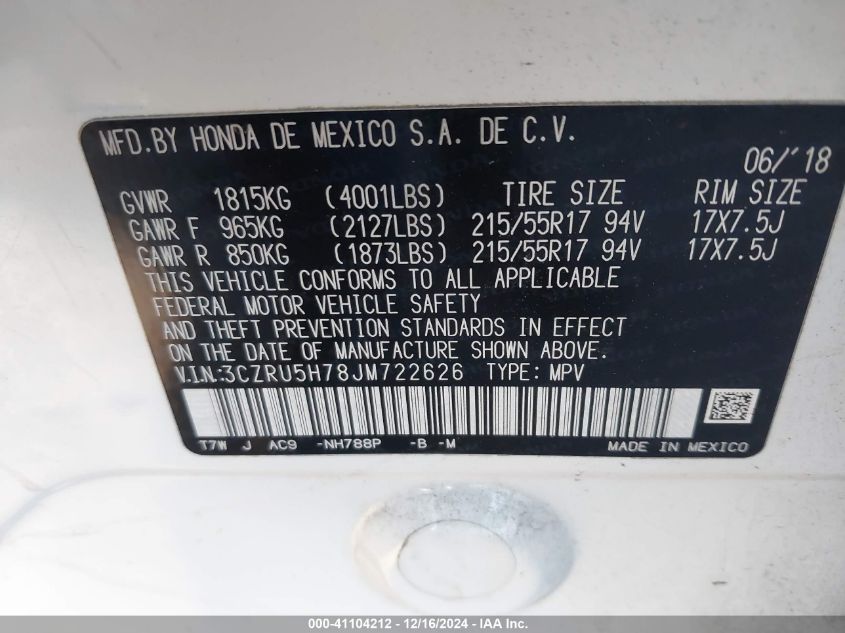 MFD.BY HONDA DE MEXICO S.A. DE C.V.
06/'18
GVWR 1815KG (4001LBS) TIRE SIZE RIM SIZE
GAWR F 965KG (2127LBS) 215/55R17 94V 17X7.5J
GAWR R 850KG (1873LBS) 215/55R17 94V 17X7.5J
THIS VEHICLE CONFORMS TO ALL APPLICABLE
FEDERAL MOTOR VEHICLE SAFETY
AND THEFT PREVENTION STANDARDS IN EFFECT
ON THE DATE OF MANUFACTURE SHOWN ABOVE.
V.I.N:3CZRU5H78JM722626 TYPE: MPV
T7W J AC9 -NH788P -B -M MADE IN MEXICO
000-41104212 - 12/16/2024 - IAA Inc.